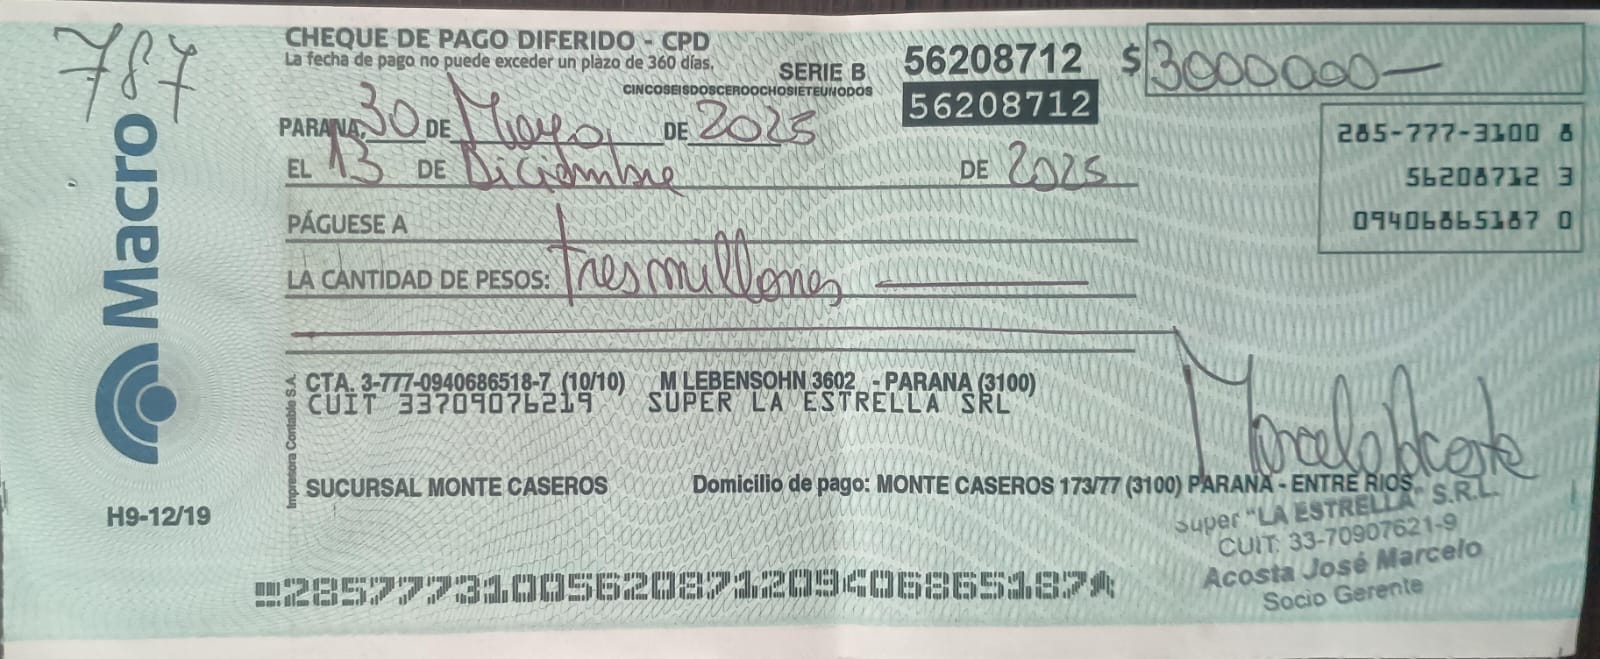 787
CHEQUE DE PAGO DIFERIDO - CPD
La fecha de pago no puede exceder un plazo de 360 días.
SERIE B
CINCOSEISDOSCEROOCHOSIETEUNODOS
56208712
56208712
$ 3000000
285-777-3100 8
56208712 3
09406865187 0
PARANA, 30 DE Mayo DE 2025
EL 13 DE Diciembre DE 2025
PÁGUESE A
LA CANTIDAD DE PESOS: tres millones
Macro
Impresora Contable S.A.
CTA. 3-777-0940686518-7 (10/10) M LEBENSOHN 3602 - PARANA (3100)
CUIT 33709076219 SUPER LA ESTRELLA SRL
SUCURSAL MONTE CASEROS Domicilio de pago: MONTE CASEROS 173/77 (3100) PARANA - ENTRE RIOS
H9-12/19
Marcelo Acosta
Super "LA ESTRELLA" S.R.L.
CUIT: 33-70907621-9
Acosta José Marcelo
Socio Gerente
28577731005620871209406865187